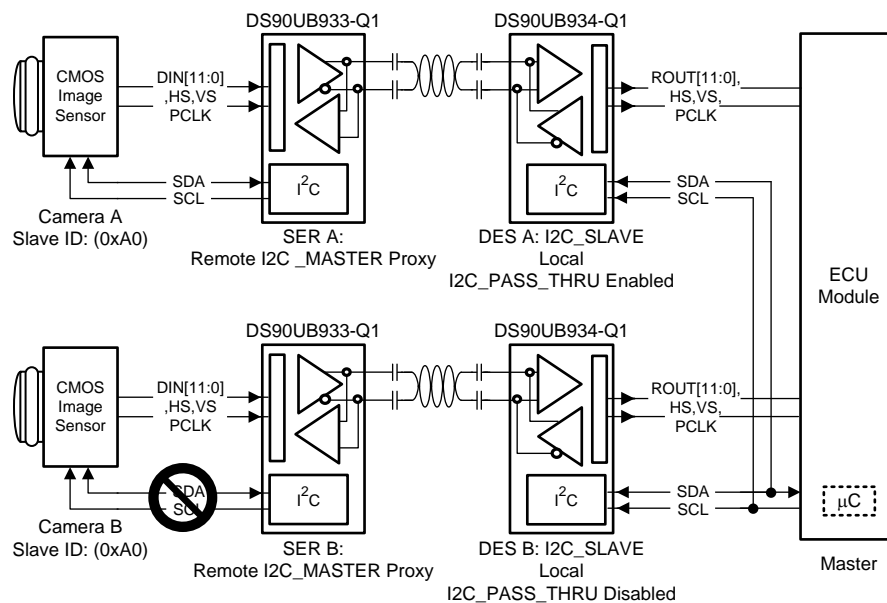 DS90UB933-Q1
DS90UB934-Q1
CMOS
Image
Sensor
DIN[11:0]
,HS,VS
PCLK
ROUT[11:0],
HS,VS,
PCLK
SDA
SCL
I²C
I²C
SDA
SCL
Camera A
Slave ID: (0xA0)
SER A:
Remote I2C _MASTER Proxy
DES A: I2C_SLAVE
Local
I2C_PASS_THRU Enabled
ECU
Module
DS90UB933-Q1
DS90UB934-Q1
CMOS
Image
Sensor
DIN[11:0]
,HS,VS
PCLK
ROUT[11:0],
HS,VS,
PCLK
SDA
SCL
I²C
I²C
SDA
SCL
µC
Camera B
Slave ID: (0xA0)
SER B:
Remote I2C_MASTER Proxy
DES B: I2C_SLAVE
Local
I2C_PASS_THRU Disabled
Master